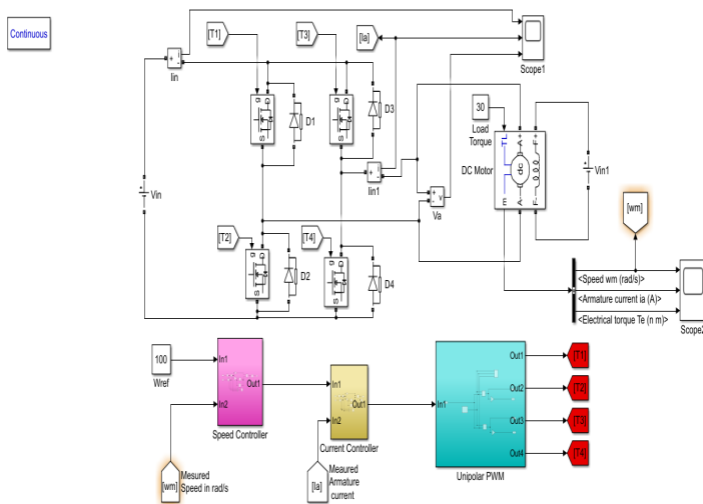 Continuous
[T1]
[T3]
[Ia]
Scope1
+
i
-
Iin
g
D
S
D1
g
D
S
D3
+
i
-
Iin1
30
Load
Torque
DC Motor
TL
A+
F+
dc
m
A-
F-
Vin1
Vin
+
-
v
Va
[wm]
[T2]
[T4]
g
D
S
D2
g
D
S
D4
<Speed wm (rad/s)>
<Armature current ia (A)>
<Electrical torque Te (n m)>
Scope2
100
Wref
In1
In2
Out1
Speed Controller
In1
In2
Out1
Current Controller
In1
Out1
Out2
Out3
Out4
Unipolar PWM
[T1]
[T2]
[T3]
[T4]
[wm]
Mesured
Speed in rad/s
[Ia]
Meaured
Armature
current